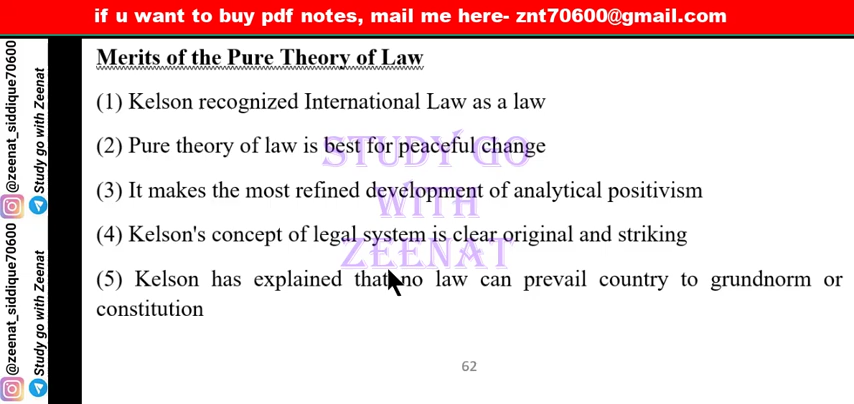 if u want to buy pdf notes, mail me here- znt70600@gmail.com
Merits of the Pure Theory of Law
(1) Kelson recognized International Law as a law
(2) Pure theory of law is best for peaceful change
(3) It makes the most refined development of analytical positivism
(4) Kelson's concept of legal system is clear original and striking
(5) Kelson has explained that no law can prevail country to grundnorm or
constitution
62
STUDY GO
WITH
ZEENAT
@zeenat_siddique70600
Study go with Zeenat
@zeenat_siddique70600
Study go with Zeenat